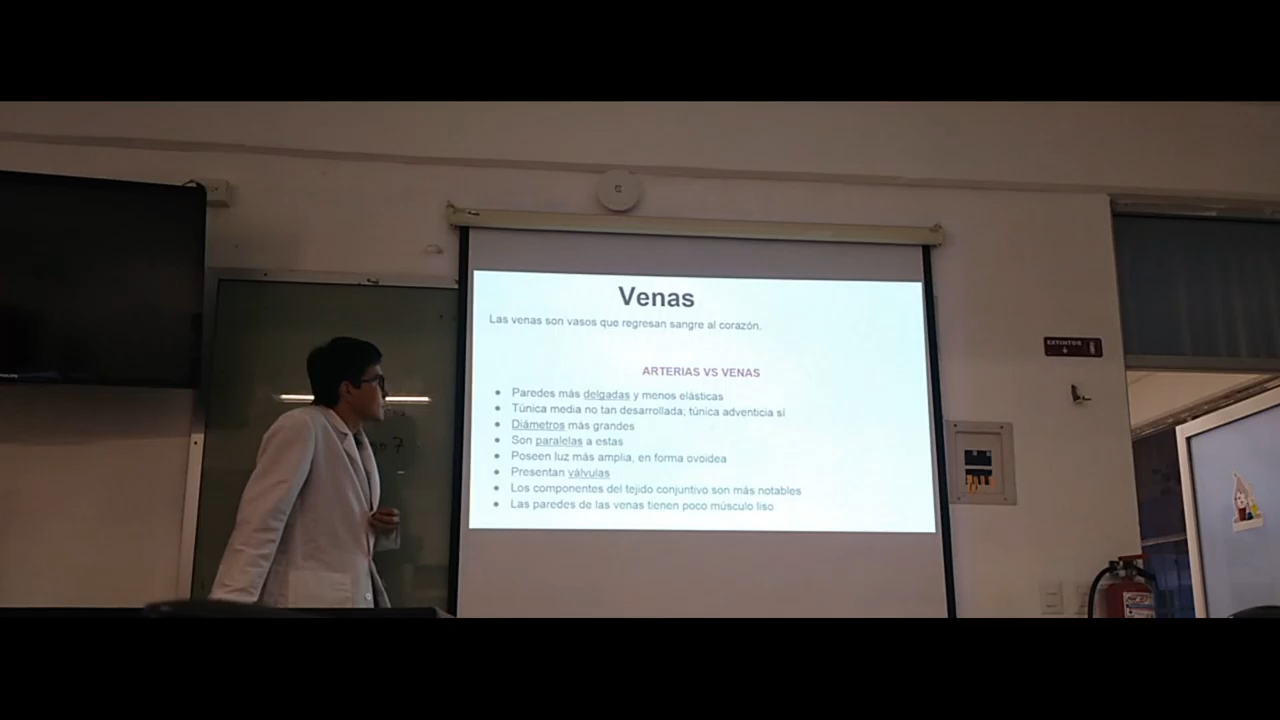 Venas
Las venas son vasos que regresan sangre al corazón.
ARTERIAS VS VENAS
Paredes más delgadas y menos elásticas
Túnica media no tan desarrollada; túnica adventicia sí
Diámetros más grandes
Son paralelas a estas
Poseen luz más amplia, en forma ovoidea
Presentan válvulas
Los componentes del tejido conjuntivo son más notables
Las paredes de las venas tienen poco músculo liso
7
EXTINTOR